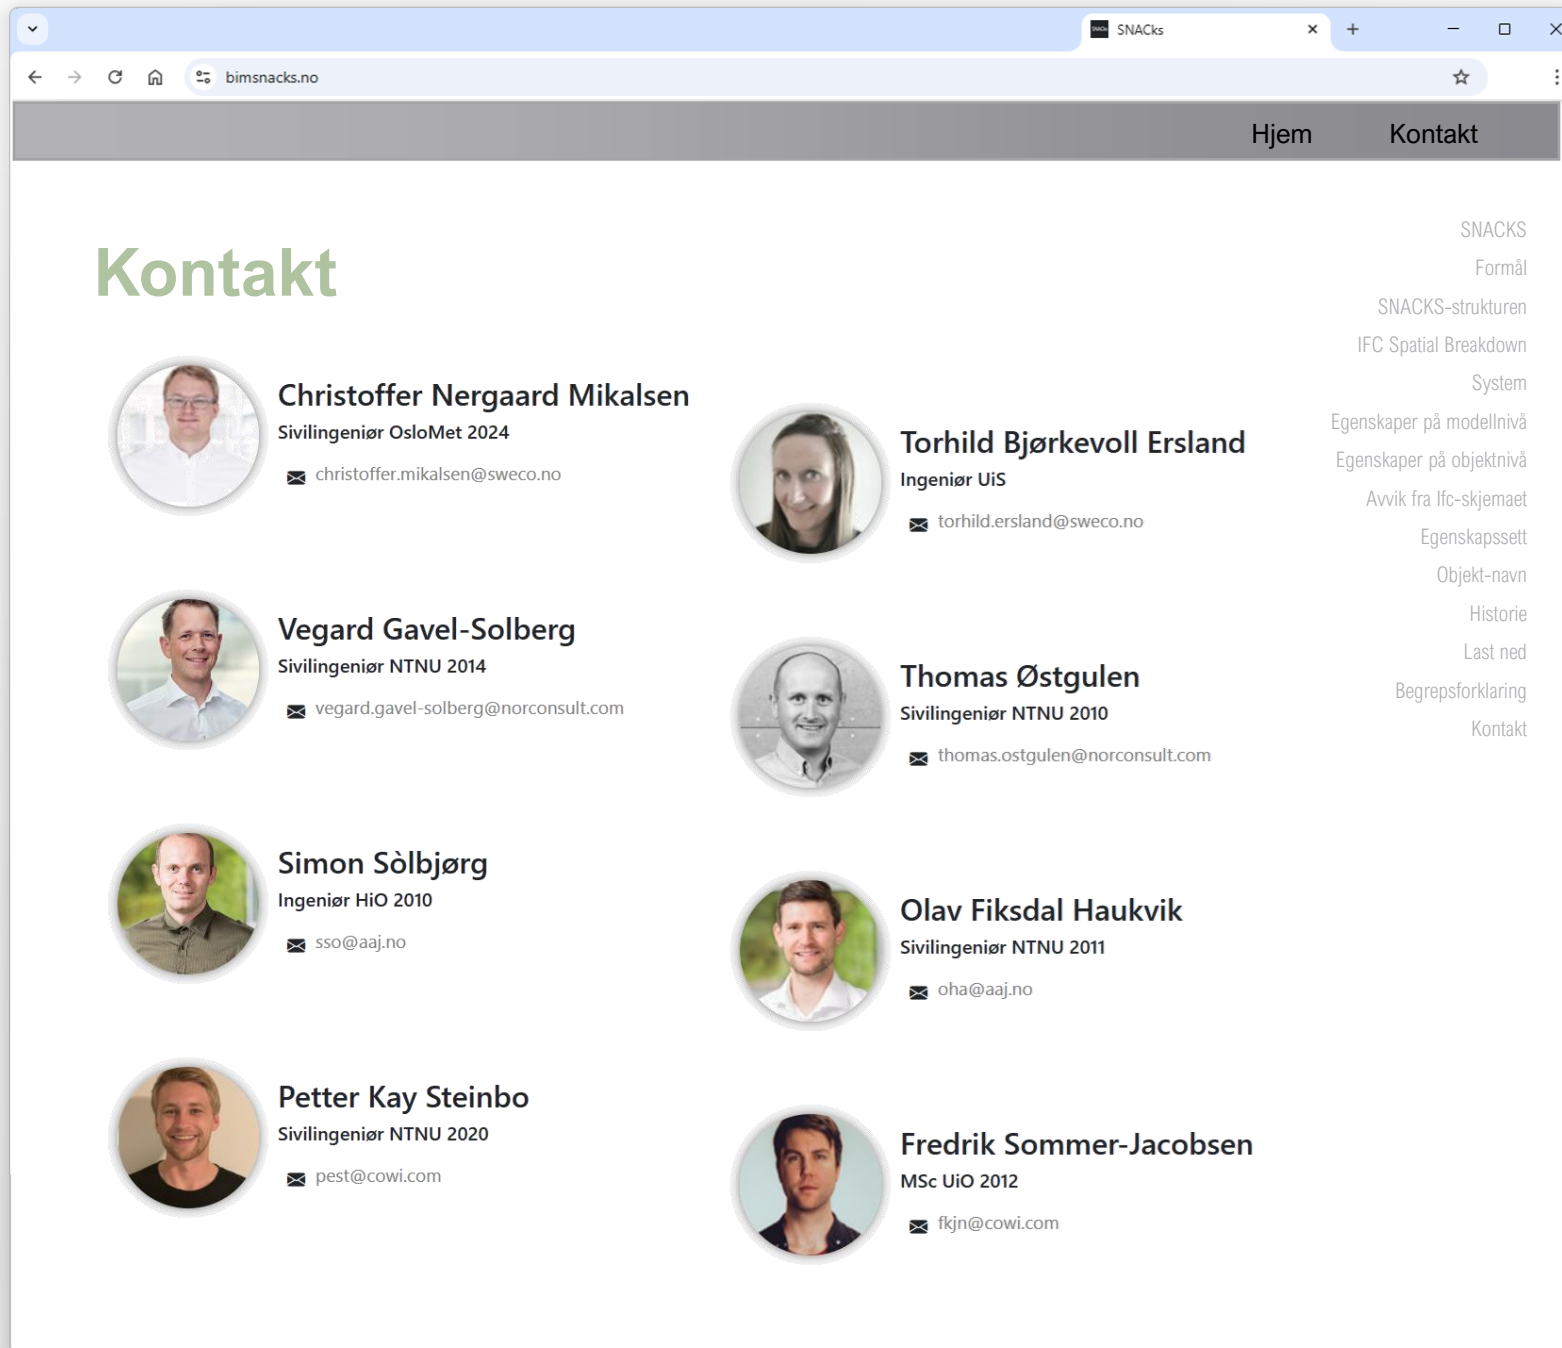 SNACks
bimsnacks.no
Hjem Kontakt
Kontakt
Christoffer Nergaard Mikalsen
Sivilingeniør OsloMet 2024
christoffer.mikalsen@sweco.no
Torhild Bjørkevoll Ersland
Ingeniør UiS
torhild.ersland@sweco.no
Vegard Gavel-Solberg
Sivilingeniør NTNU 2014
vegard.gavel-solberg@norconsult.com
Thomas Østgulen
Sivilingeniør NTNU 2010
thomas.ostgulen@norconsult.com
Simon Sòlbjørg
Ingeniør HiO 2010
sso@aaj.no
Olav Fiksdal Haukvik
Sivilingeniør NTNU 2011
oha@aaj.no
Petter Kay Steinbo
Sivilingeniør NTNU 2020
pest@cowi.com
Fredrik Sommer-Jacobsen
MSc UiO 2012
fkjn@cowi.com
SNACKS
Formål
SNACKS-strukturen
IFC Spatial Breakdown
System
Egenskaper på modellnivå
Egenskaper på objektnivå
Avvik fra Ifc-skjemaet
Egenskapssett
Objekt-navn
Historie
Last ned
Begrepsforklaring
Kontakt